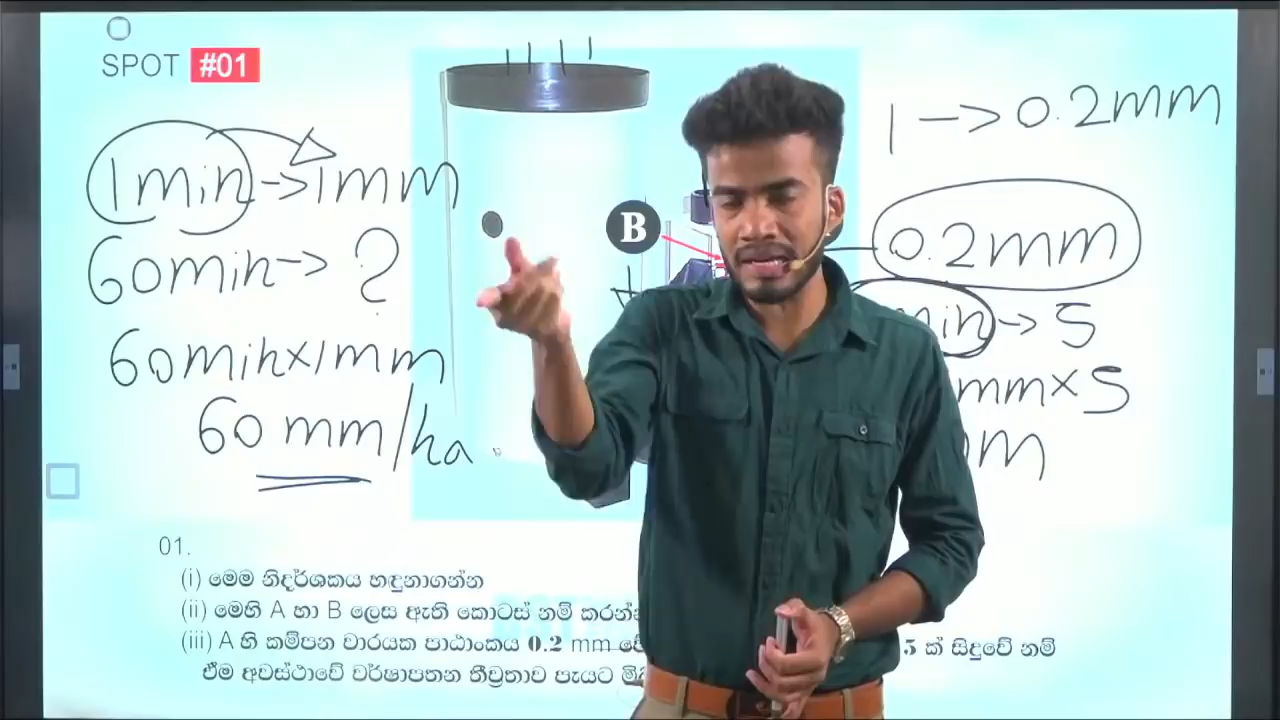 SPOT #01
1min -> 1mm
60min -> ?
60min×1mm
60 mm/ha
B
1 -> 0.2mm
0.2mm
min -> 5
mm×5
mm
01.
(i) මෙම නිදර්ශකය හඳුනාගන්න
(ii) මෙහි A හා B ලෙස ඇති කොටස් නම්
(iii) A හි කම්පන වාරයක පාඨාංකය 0.2 mm 5 ක් සිදුවේ නම්
ඒම අවස්ථාවේ වර්ෂාපතන තීව්‍රතාව පැයට